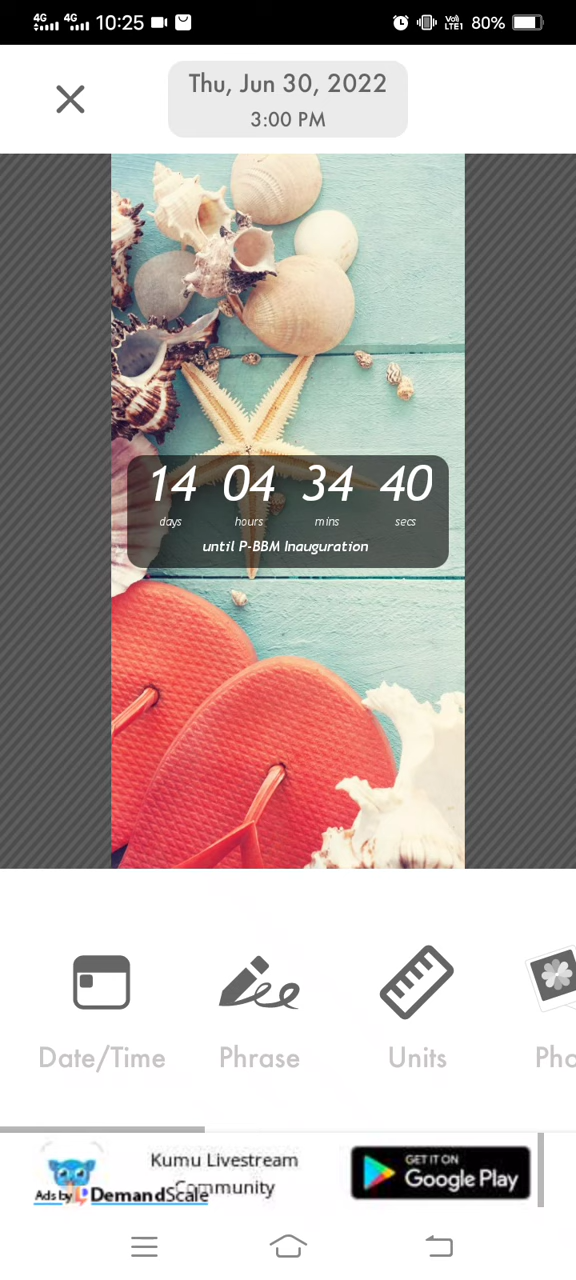 4G 4G 10:25 VoLTE1 80%
Thu, Jun 30, 2022
3:00 PM
14 04 34 40
days hours mins secs
until P-BBM Inauguration
Date/Time Phrase Units Pho
Kumu Livestream
Community
Ads by DemandScale
GET IT ON
Google Play